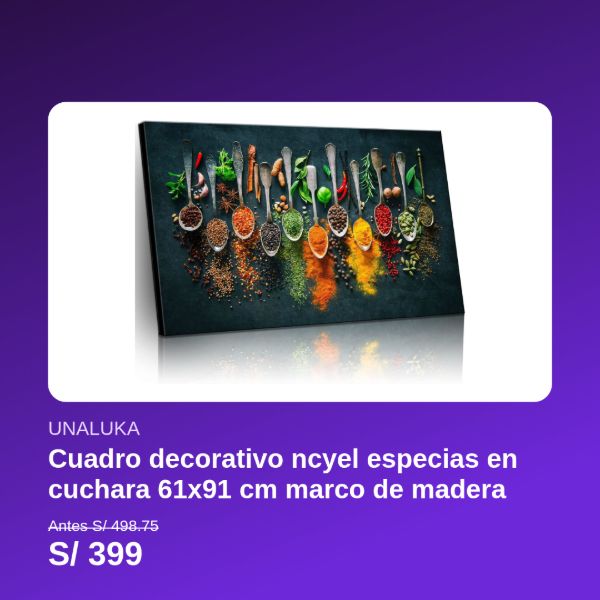 UNALUKA
Cuadro decorativo ncyel especias en
cuchara 61x91 cm marco de madera
Antes S/ 498.75
S/ 399